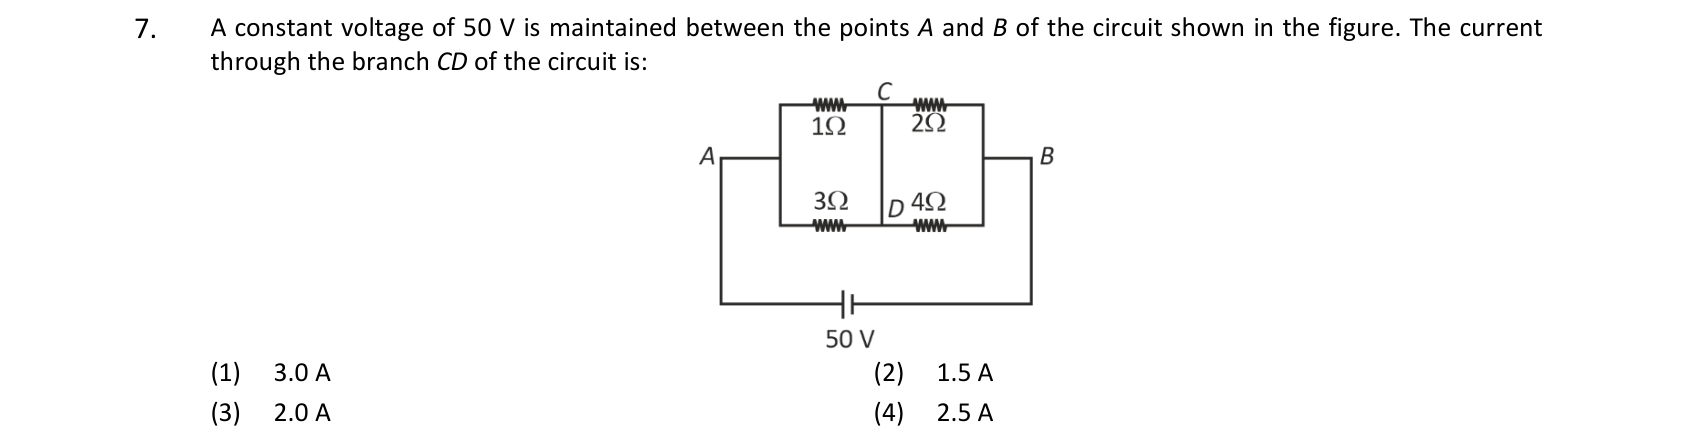 7. A constant voltage of 50 V is maintained between the points A and B of the circuit shown in the figure. The current
through the branch CD of the circuit is:
C
1Ω 2Ω
A B
3Ω D 4Ω
50 V
(1) 3.0 A (2) 1.5 A
(3) 2.0 A (4) 2.5 A